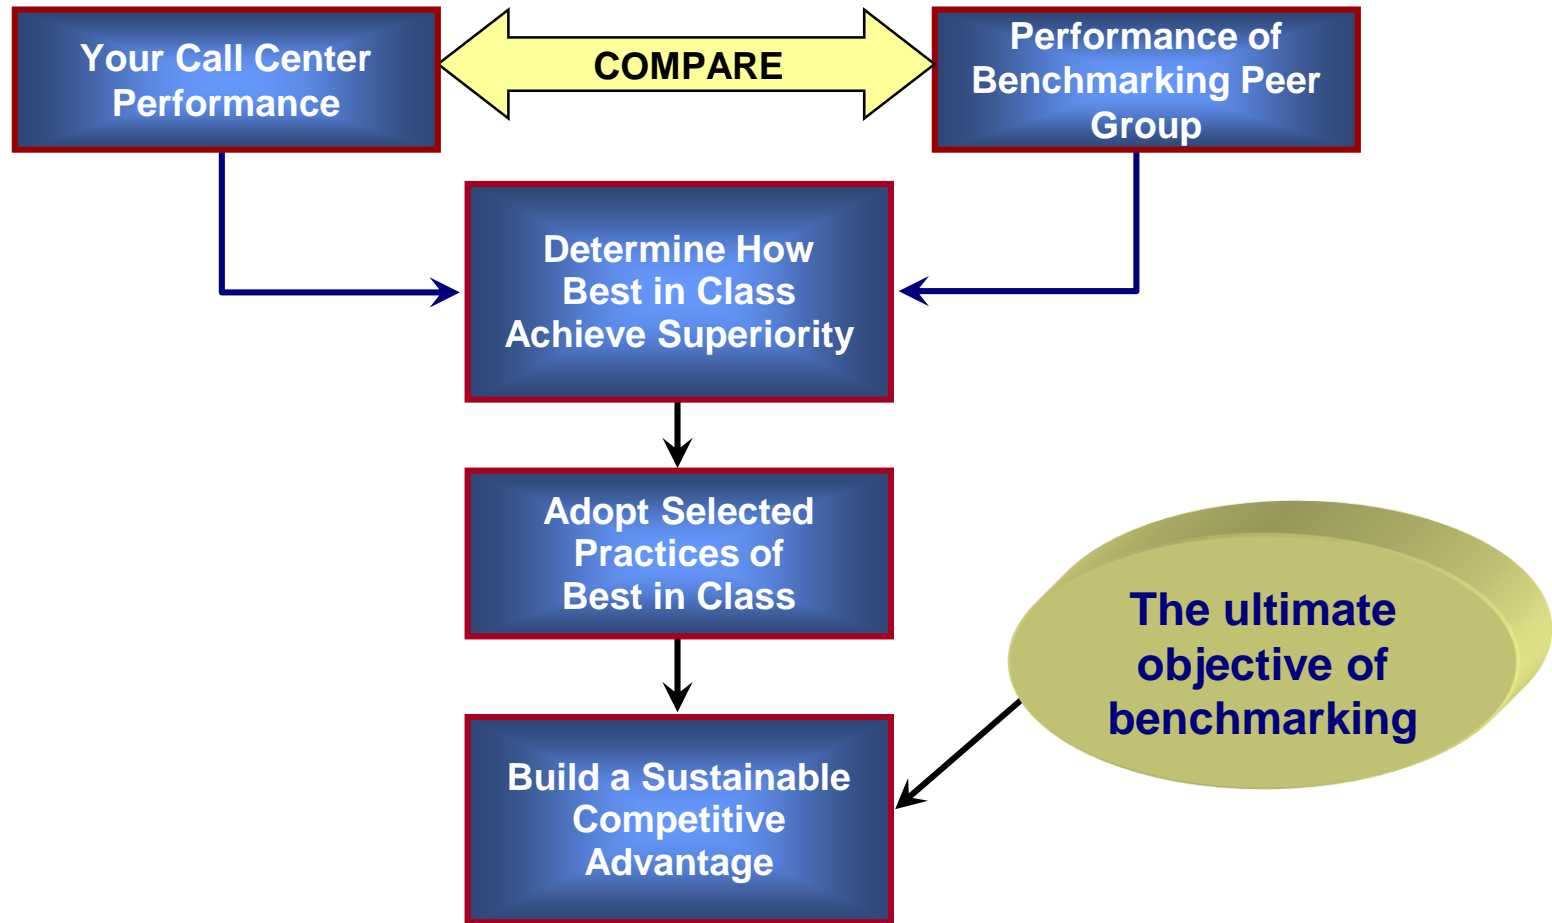 Your Call Center
Performance
COMPARE
Performance of
Benchmarking Peer
Group
Determine How
Best in Class
Achieve Superiority
Adopt Selected
Practices of
Best in Class
The ultimate
objective of
benchmarking
Build a Sustainable
Competitive
Advantage